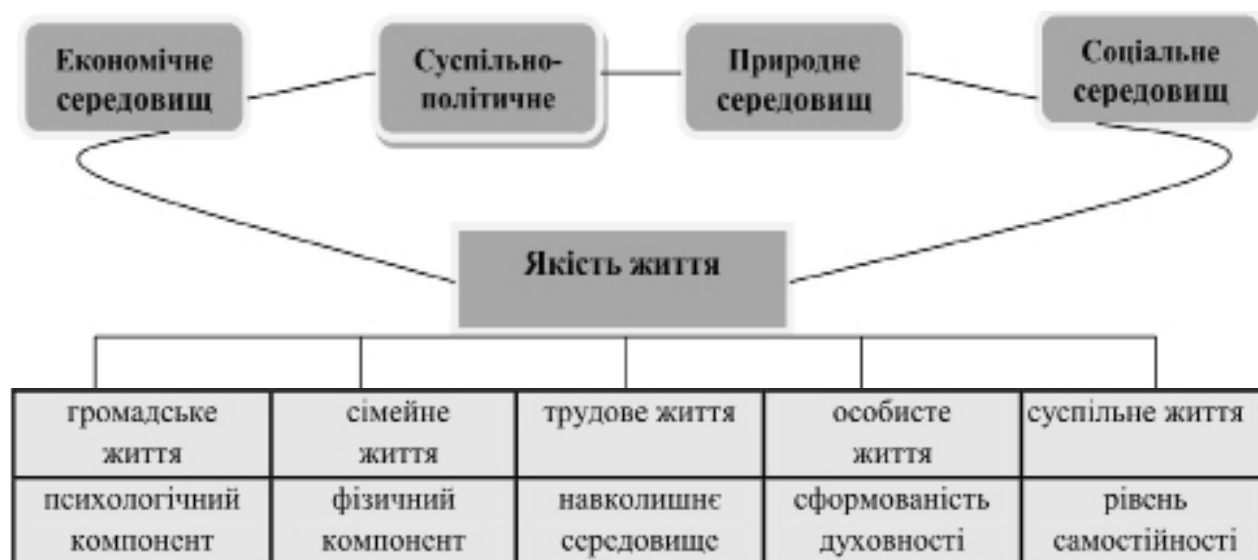 Економічне
середовищ
Суспільно-
політичне
Природне
середовищ
Соціальне
середовищ
Якість життя
громадське
життя
сімейне
життя
трудове життя
особисте
життя
суспільне життя
психологічний
компонент
фізичний
компонент
навколишнє
середовище
сформованість
духовності
рівень
самостійності